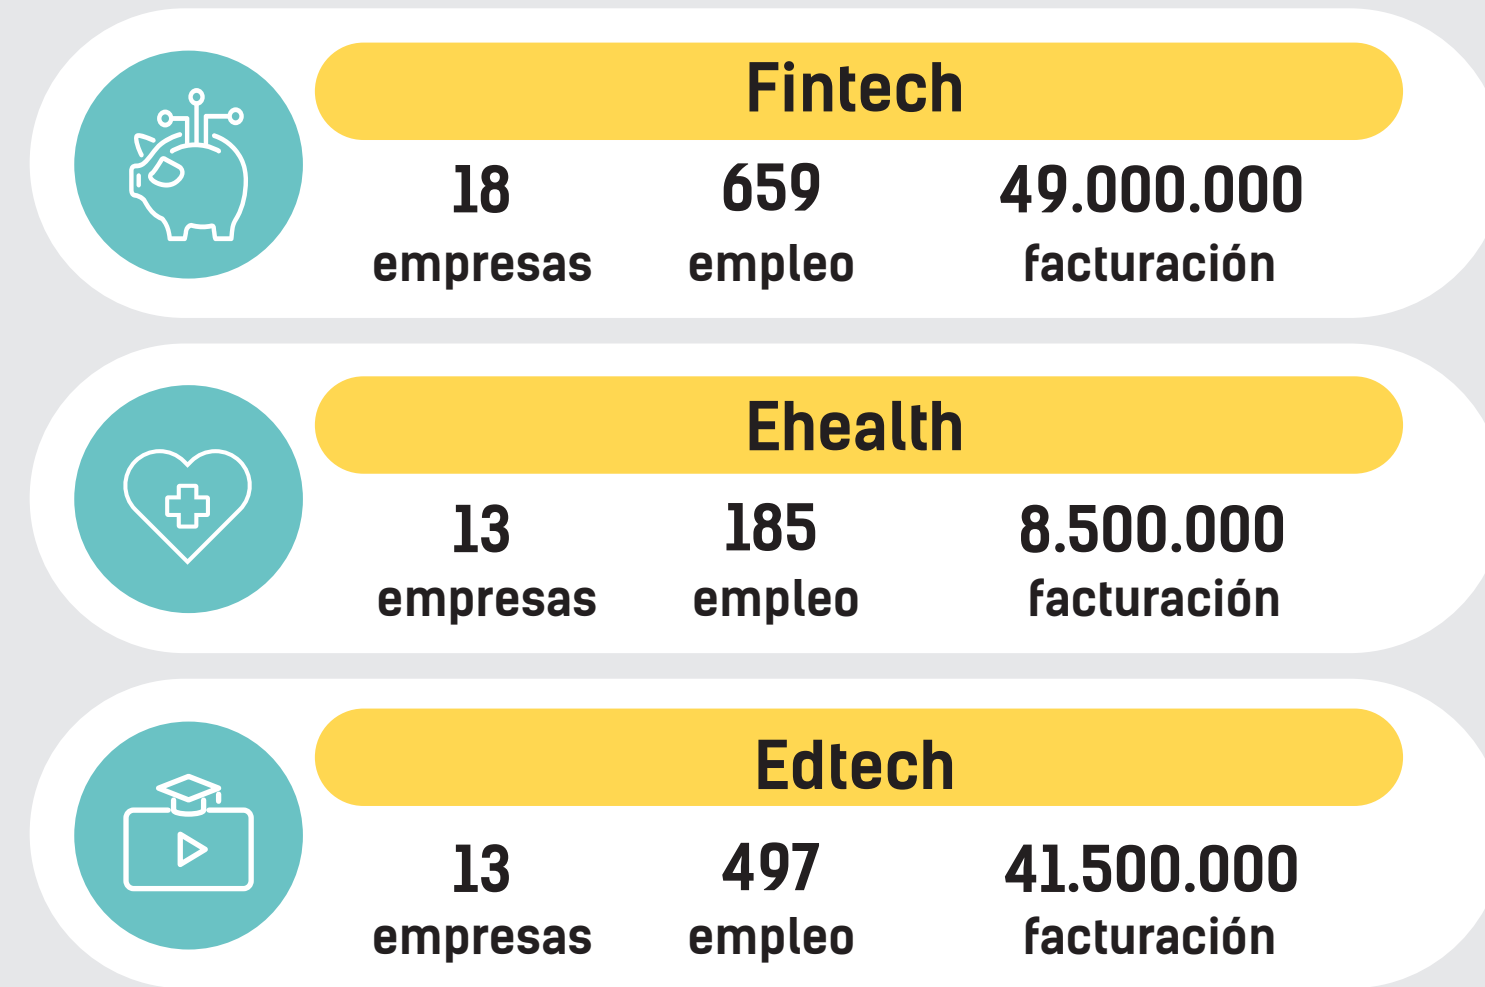 Fintech
18 659 49.000.000
empresas empleo facturación
Ehealth
13 185 8.500.000
empresas empleo facturación
Edtech
13 497 41.500.000
empresas empleo facturación